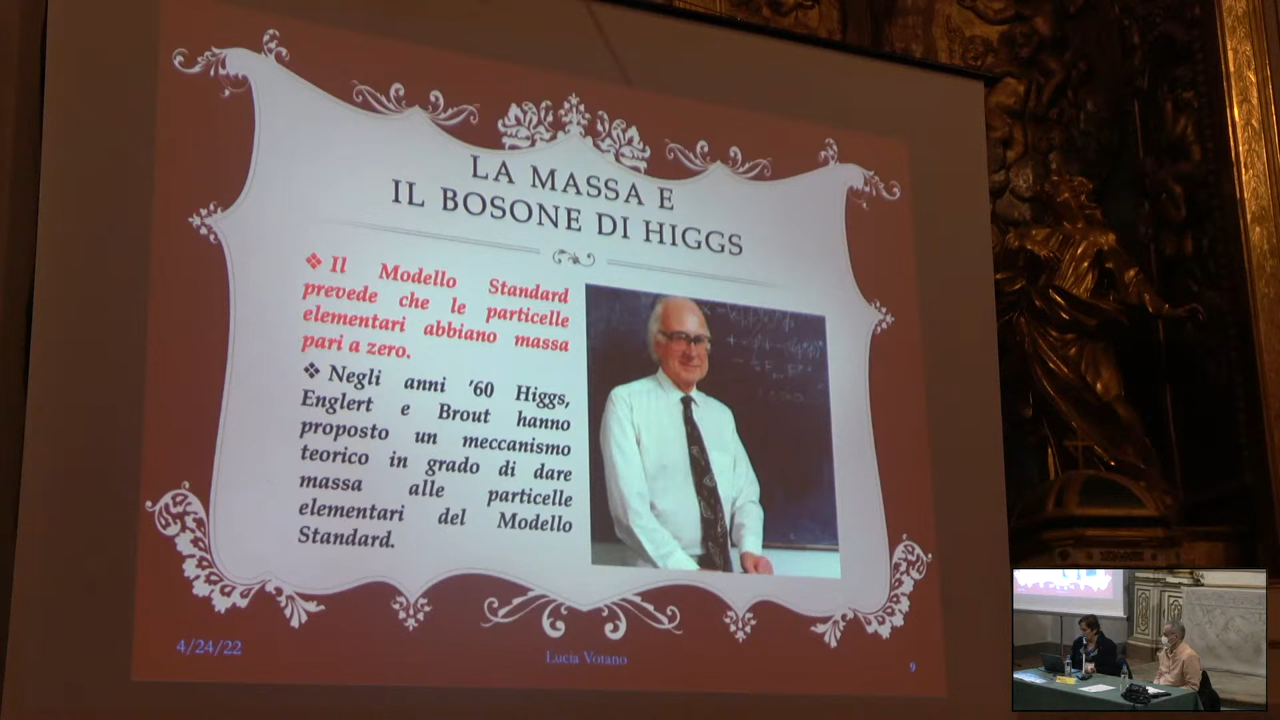 LA MASSA E
IL BOSONE DI HIGGS
❖ Il Modello Standard
prevede che le particelle
elementari abbiano massa
pari a zero.
❖ Negli anni '60 Higgs,
Englert e Brout hanno
proposto un meccanismo
teorico in grado di dare
massa alle particelle
elementari del Modello
Standard.
4/24/22
Lucia Votano
9